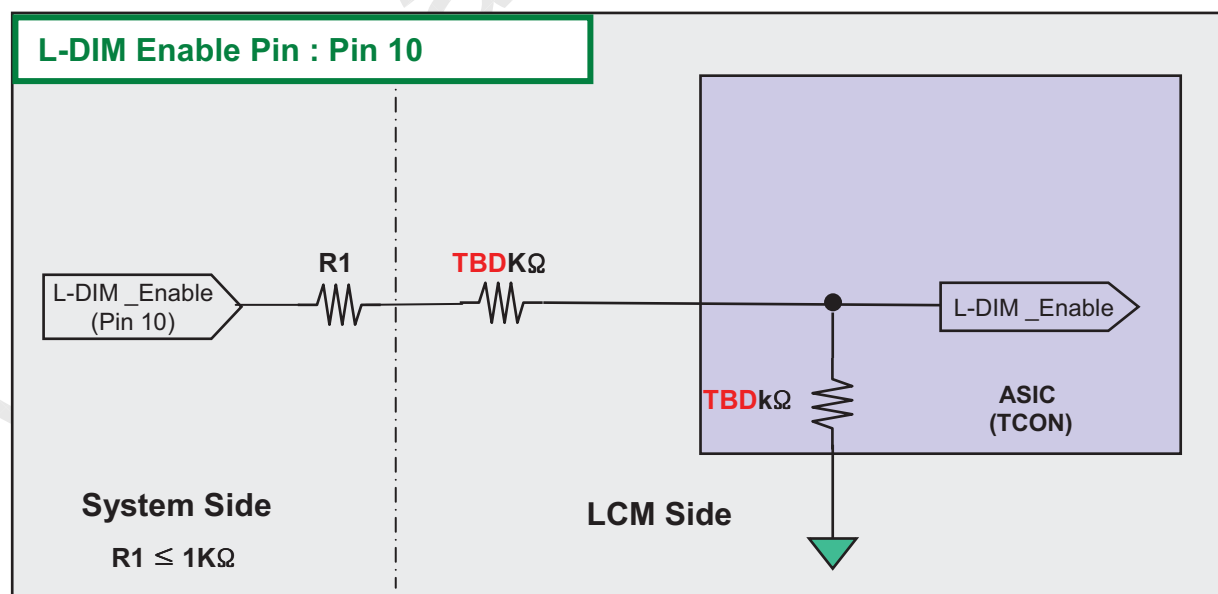 L-DIM Enable Pin : Pin 10
R1
TBDKΩ
L-DIM _Enable
(Pin 10)
L-DIM _Enable
TBDkΩ
ASIC
(TCON)
System Side
LCM Side
R1 ≤ 1KΩ